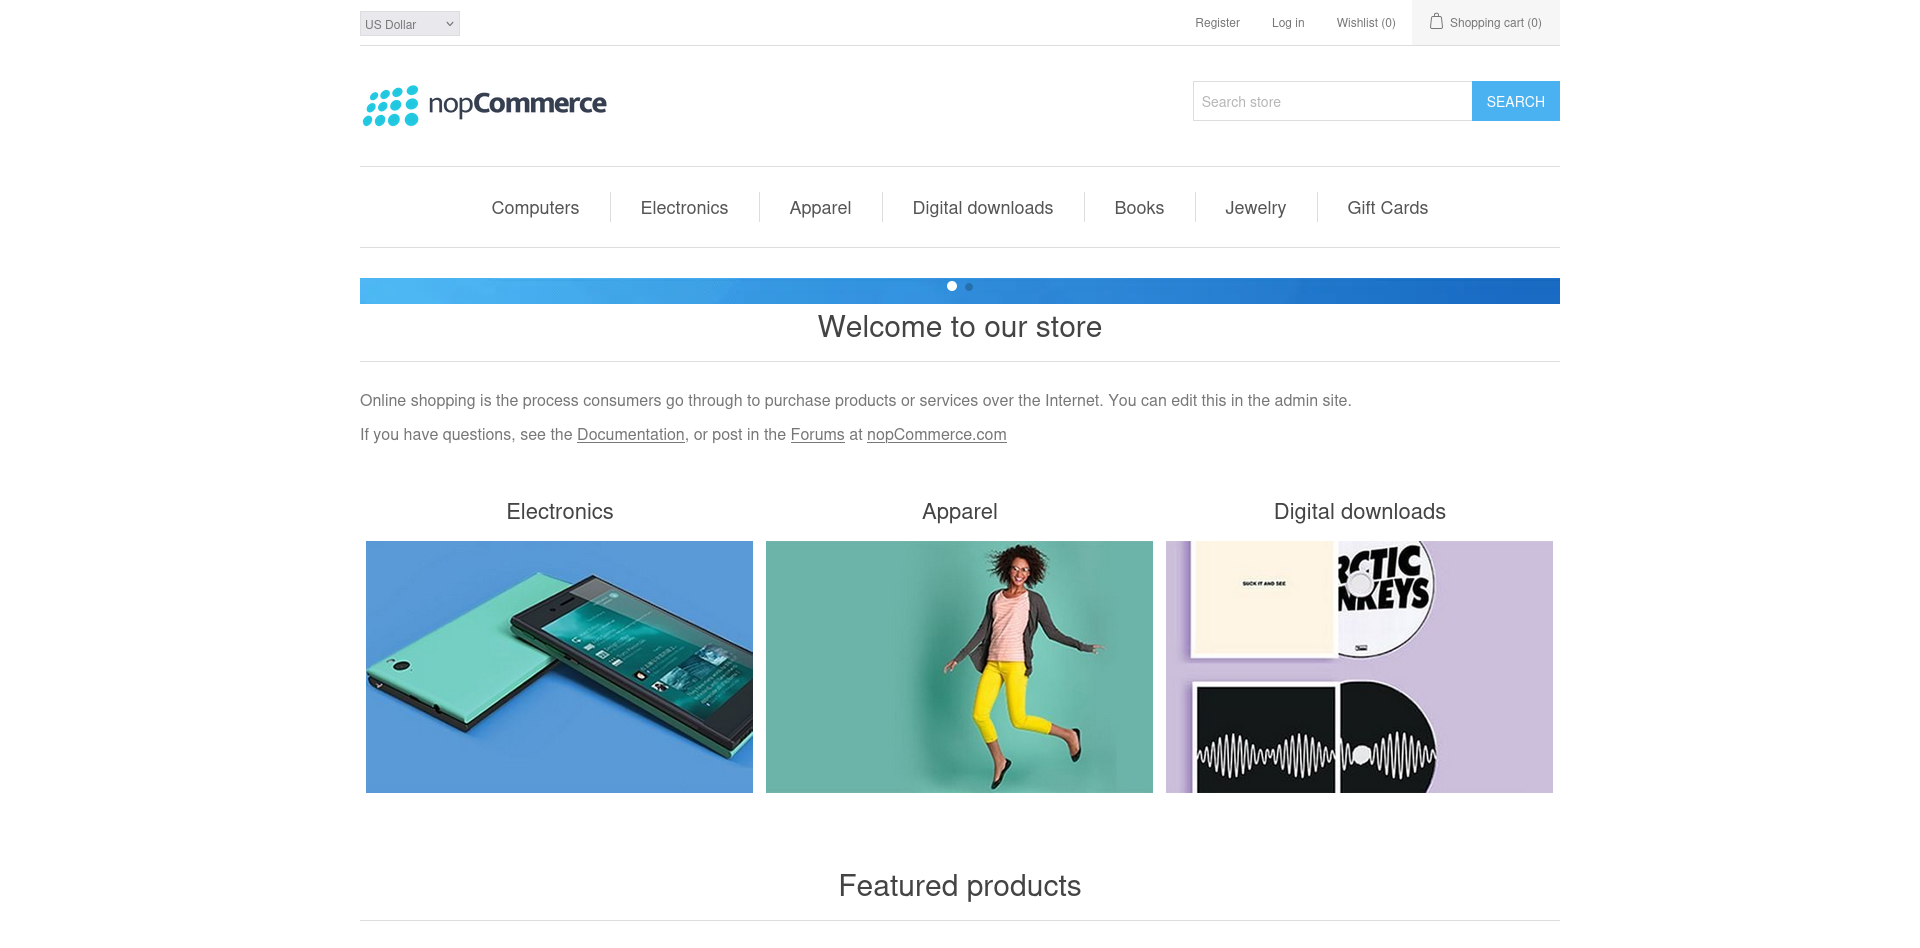 US Dollar
Register
Log in
Wishlist (0)
Shopping cart (0)
nopCommerce
Search store
SEARCH
Computers
Electronics
Apparel
Digital downloads
Books
Jewelry
Gift Cards
Welcome to our store
Online shopping is the process consumers go through to purchase products or services over the Internet. You can edit this in the admin site.
If you have questions, see the Documentation, or post in the Forums at nopCommerce.com
Electronics
Apparel
Digital downloads
SUCK IT AND SEE
RCTIC
NKEYS
Featured products